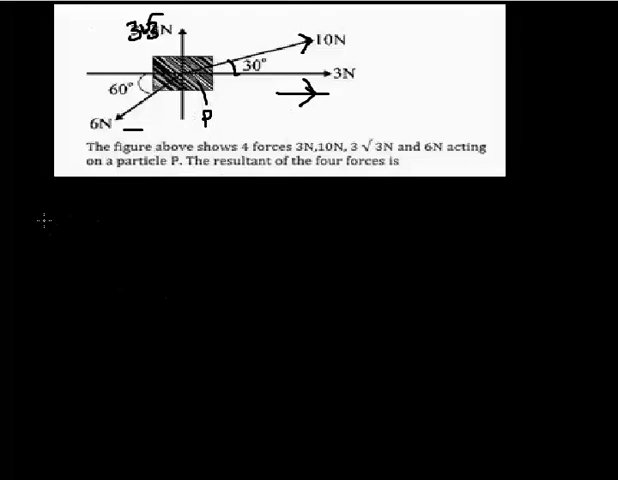 3√3N
10N
30°
3N
60°
6N
P
The figure above shows 4 forces 3N,10N, 3 √ 3N and 6N acting
on a particle P. The resultant of the four forces is